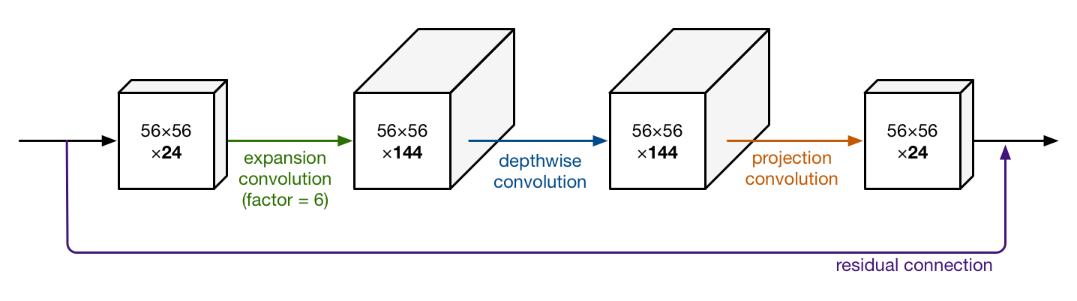 56×56
×24
expansion
convolution
(factor = 6)
56×56
×144
depthwise
convolution
56×56
×144
projection
convolution
56×56
×24
residual connection